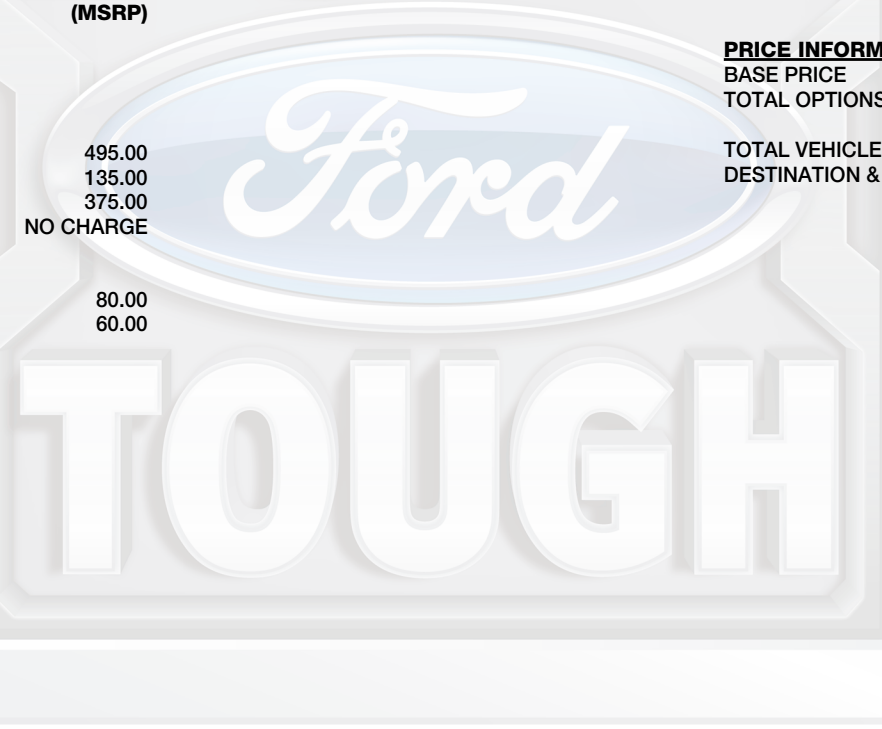 (MSRP)
495.00
135.00
375.00
NO CHARGE
80.00
60.00
PRICE INFORM
BASE PRICE
TOTAL OPTIONS
TOTAL VEHICLE
DESTINATION &
Ford
TOUGH